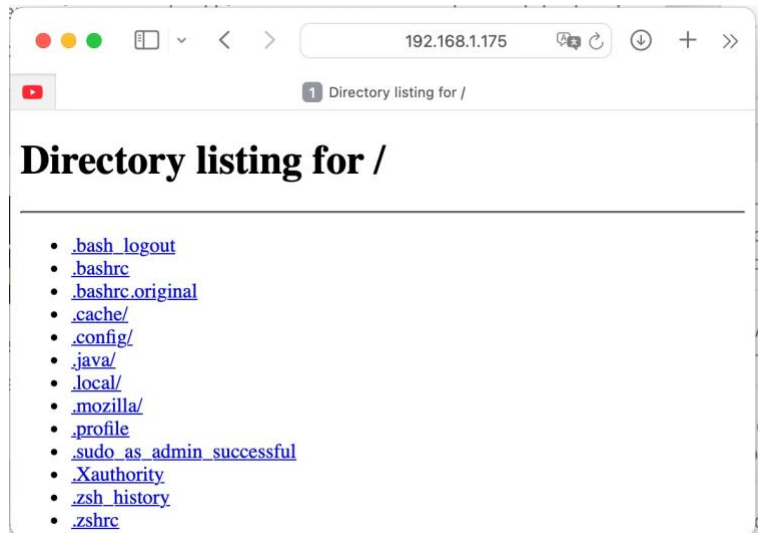 192.168.1.175
1 Directory listing for /
Directory listing for /
.bash_logout
.bashrc
.bashrc.original
.cache/
.config/
.java/
.local/
.mozilla/
.profile
.sudo_as_admin_successful
.Xauthority
.zsh_history
.zshrc